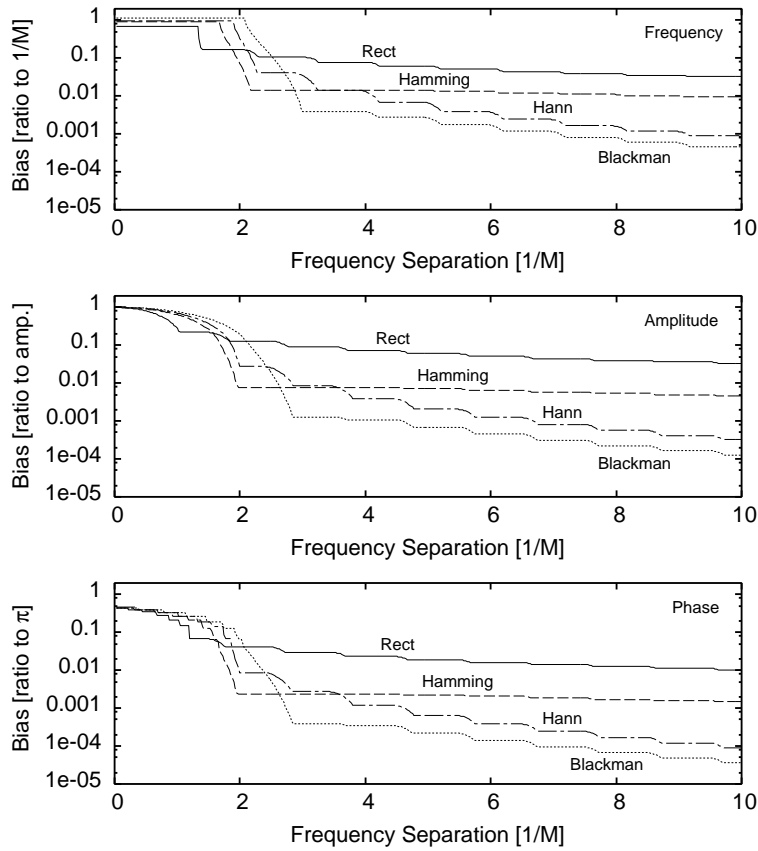 1
0.1
0.01
0.001
1e-04
1e-05
Bias [ratio to 1/M]
Frequency
Rect
Hamming
Hann
Blackman
0 2 4 6 8 10
Frequency Separation [1/M]
1
0.1
0.01
0.001
1e-04
1e-05
Bias [ratio to amp.]
Amplitude
Rect
Hamming
Hann
Blackman
0 2 4 6 8 10
Frequency Separation [1/M]
1
0.1
0.01
0.001
1e-04
1e-05
Bias [ratio to π]
Phase
Rect
Hamming
Hann
Blackman
0 2 4 6 8 10
Frequency Separation [1/M]